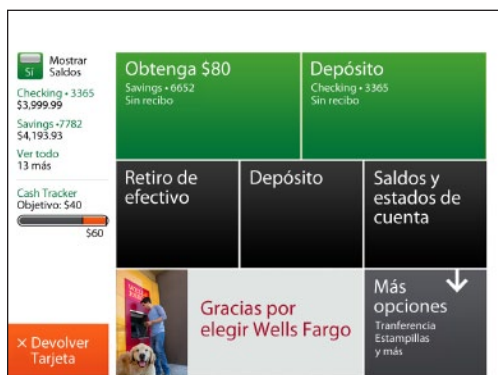 Mostrar
Sí Saldos
Checking • 3365
$3,999.99
Savings •7782
$4,193.93
Ver todo
13 más
Cash Tracker
Objetivo: $40
$60
× Devolver
Tarjeta
Obtenga $80
Savings • 6652
Sin recibo
Depósito
Checking • 3365
Sin recibo
Retiro de
efectivo
Depósito
Saldos y
estados de
cuenta
Gracias por
elegir Wells Fargo
Más
opciones
Tranferencia
Estampillas
y más